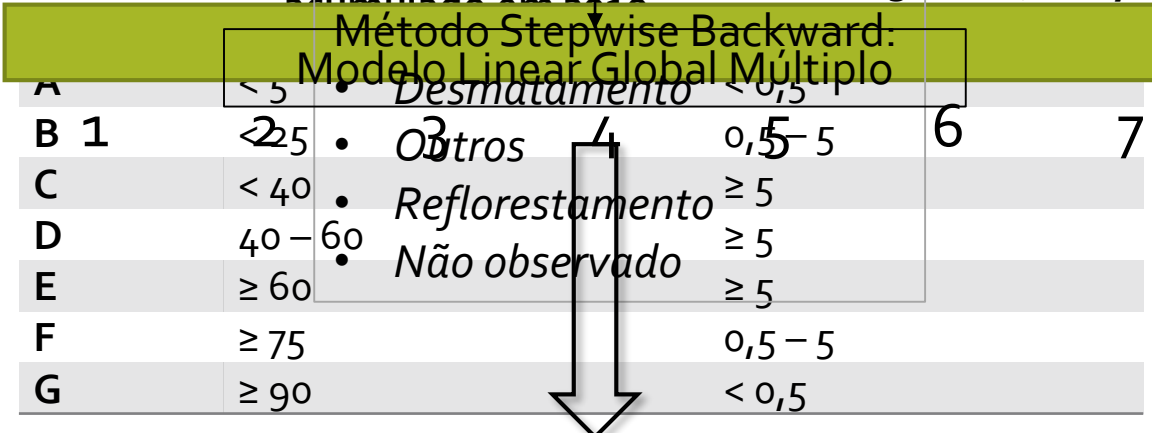 Método Stepwise Backward:
Modelo Linear Global Múltiplo
A < 5 < 0,5
B < 25 0,5 – 5
C < 40 ≥ 5
D 40 – 60 ≥ 5
E ≥ 60 ≥ 5
F ≥ 75 0,5 – 5
G ≥ 90 < 0,5
• Desmatamento
• Outros
• Reflorestamento
• Não observado
1 2 3 4 5 6 7